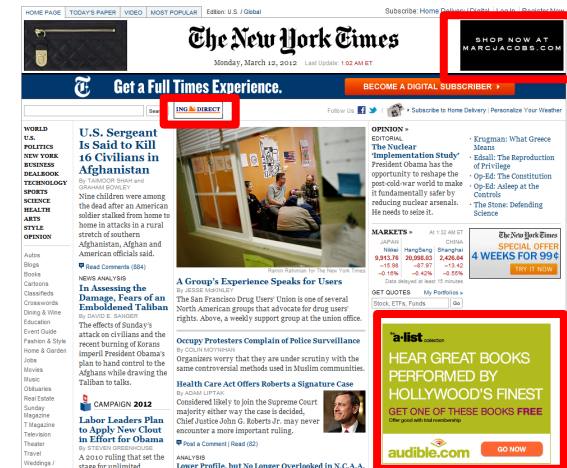 HOME PAGE TODAY'S PAPER VIDEO MOST POPULAR Edition: U.S. / Global
Subscribe: Home Delivery / Digital Log In Register Now
The New York Times
Monday, March 12, 2012 Last Update: 1:02 AM ET
SHOP NOW AT
MARCJACOBS.COM
Get a Full Times Experience.
BECOME A DIGITAL SUBSCRIBER
ING DIRECT
Follow Us
Subscribe to Home Delivery | Personalize Your Weather
WORLD
U.S.
POLITICS
NEW YORK
BUSINESS
DEALBOOK
TECHNOLOGY
SPORTS
SCIENCE
HEALTH
ARTS
STYLE
OPINION
Autos
Blogs
Books
Cartoons
Classifieds
Crosswords
Dining & Wine
Education
Event Guide
Fashion & Style
Home & Garden
Jobs
Movies
Music
Obituaries
Real Estate
Sunday
Magazine
T Magazine
Television
Theater
Travel
Weddings /
U.S. Sergeant
Is Said to Kill
16 Civilians in
Afghanistan
By TAIMOOR SHAH and
GRAHAM BOWLEY
Nine children were among
the dead after an American
soldier stalked from home to
home in attacks in a rural
stretch of southern
Afghanistan, Afghan and
American officials said.
Read Comments (884)
NEWS ANALYSIS
In Assessing the
Damage, Fears of an
Emboldened Taliban
By DAVID E. SANGER
The effects of Sunday's
attack on civilians and the
recent burning of Korans
imperil President Obama's
plan to hand control to the
Afghans while drawing the
Taliban to talks.
CAMPAIGN 2012
Labor Leaders Plan
to Apply New Clout
in Effort for Obama
By STEVEN GREENHOUSE
A 2010 ruling that set the
stage for unlimited
Ramin Rahimian for The New York Times
A Group's Experience Speaks for Users
By JESSE McKINLEY
The San Francisco Drug Users' Union is one of several
North American groups that advocate for drug users'
rights. Above, a weekly support group at the union office.
Occupy Protesters Complain of Police Surveillance
By COLIN MOYNIHAN
Organizers worry that they are under scrutiny with the
same controversial methods used in Muslim communities.
Health Care Act Offers Roberts a Signature Case
By ADAM LIPTAK
Considered likely to join the Supreme Court
majority either way the case is decided,
Chief Justice John G. Roberts Jr. may never
encounter a more important ruling.
Post a Comment | Read (82)
ANALYSIS
Lower Profile, but No Longer Overlooked in N.C.A.A.
OPINION »
EDITORIAL
The Nuclear
'Implementation Study'
President Obama has the
opportunity to reshape the
post-cold-war world to make
it fundamentally safer by
reducing nuclear arsenals.
He needs to seize it.
· Krugman: What Greece
Means
· Edsall: The Reproduction
of Privilege
· Op-Ed: The Constitution
· Op-Ed: Asleep at the
Controls
· The Stone: Defending
Science
MARKETS » At 1:32 AM ET
JAPAN CHINA
Nikkei HangSeng Shanghai
9,913.76 20,998.03 2,426.04
−15.98 −87.97 −13.42
−0.16% −0.42% −0.55%
Data delayed at least 15 minutes
GET QUOTES My Portfolios »
Stock, ETFs, Funds Go
The New York Times
SPECIAL OFFER
4 WEEKS FOR 99¢
TRY IT NOW
the
a·list collection
HEAR GREAT BOOKS
PERFORMED BY
HOLLYWOOD'S FINEST
GET ONE OF THESE BOOKS FREE
Offer good with trial membership
audible.com
GO NOW